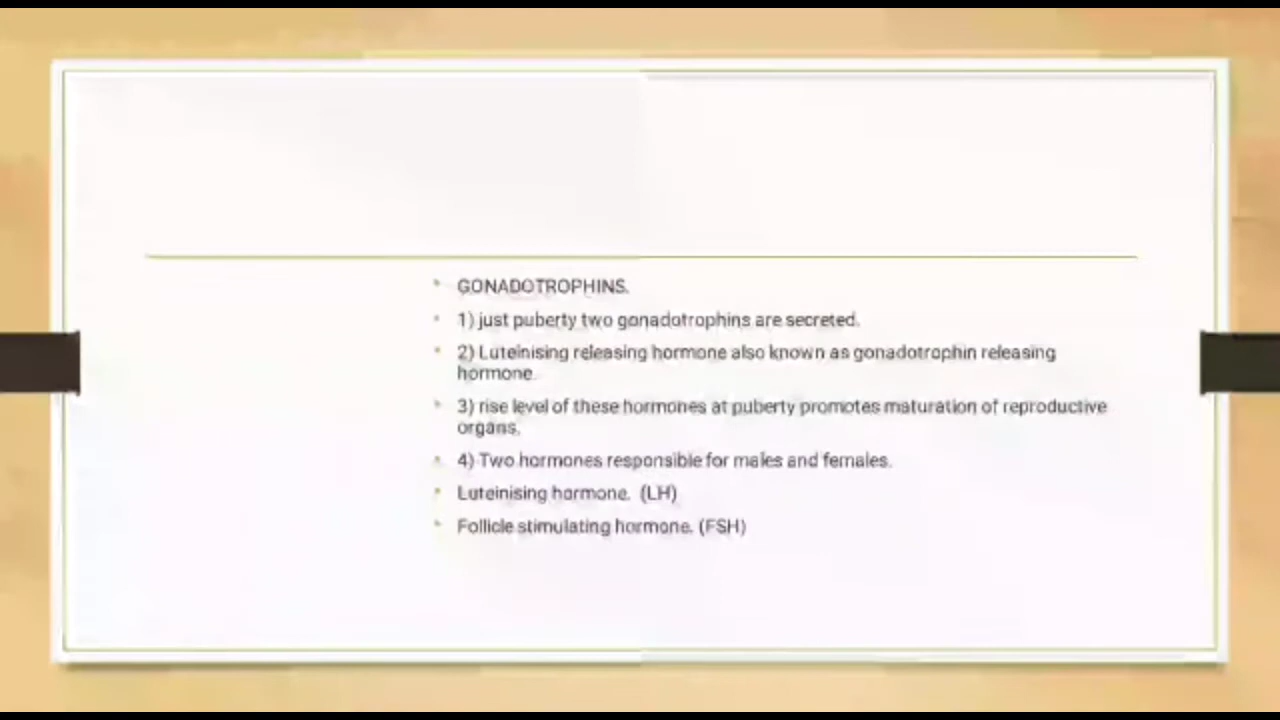 GONADOTROPHINS.
1) just puberty two gonadotrophins are secreted.
2) Luteinising releasing hormone also known as gonadotrophin releasing
hormone.
3) rise level of these hormones at puberty promotes maturation of reproductive
organs.
4) Two hormones responsible for males and females.
Luteinising hormone. (LH)
Follicle stimulating hormone. (FSH)